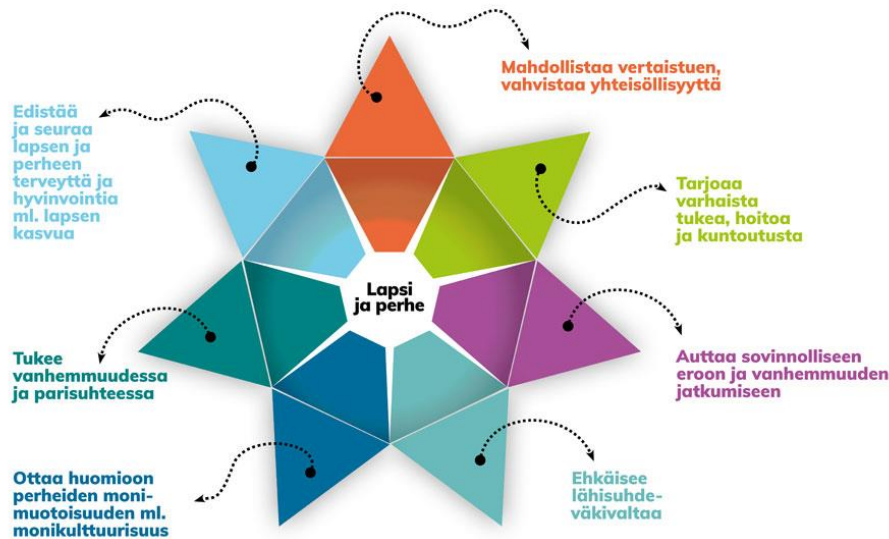 Mahdollistaa vertaistuen,
vahvistaa yhteisöllisyyttä
Edistää
ja seuraa
lapsen ja
perheen
terveyttä ja
hyvinvointia
ml. lapsen
kasvua
Tarjoaa
varhaista
tukea, hoitoa
ja kuntoutusta
Lapsi
ja perhe
Tukee
vanhemmuudessa
ja parisuhteessa
Auttaa sovinnolliseen
eroon ja vanhemmuuden
jatkumiseen
Ottaa huomioon
perheiden moni-
muotoisuuden ml.
monikulttuurisuus
Ehkäisee
lähisuhde-
väkivaltaa